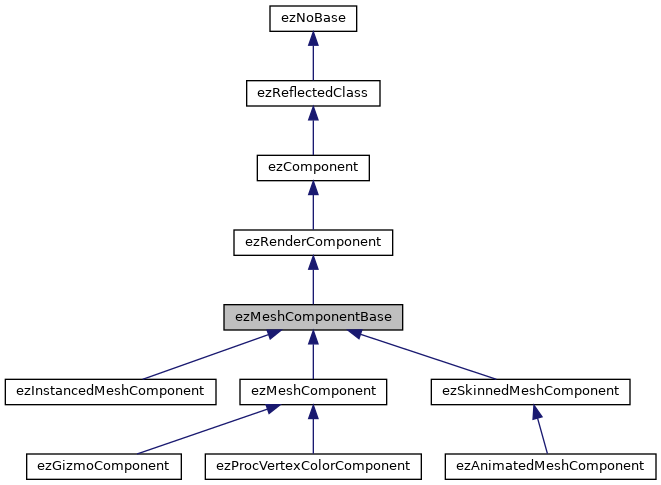 ezNoBase
ezReflectedClass
ezComponent
ezRenderComponent
ezMeshComponentBase
ezInstancedMeshComponent
ezMeshComponent
ezSkinnedMeshComponent
ezGizmoComponent
ezProcVertexColorComponent
ezAnimatedMeshComponent